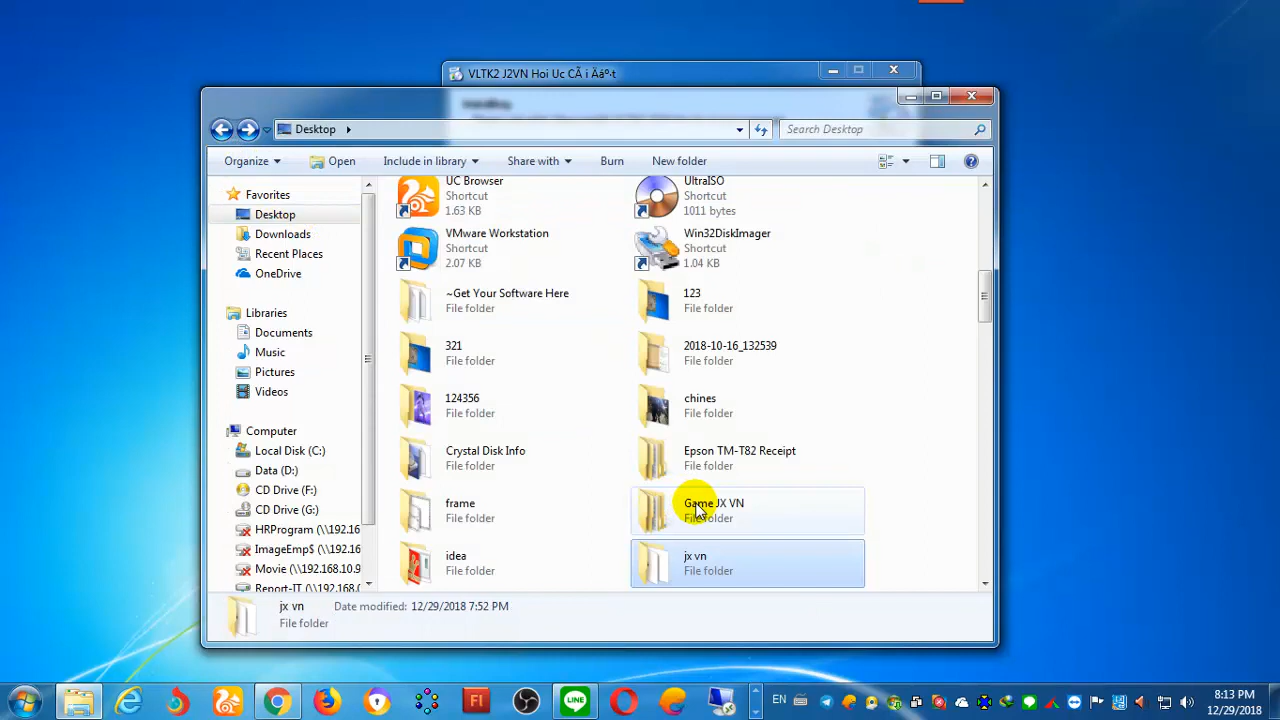 VLTK2 J2VN Hoi Uc CÃ i Äáº·t
Desktop
Search Desktop
Organize Open Include in library Share with Burn New folder
Favorites
Desktop
Downloads
Recent Places
OneDrive
Libraries
Documents
Music
Pictures
Videos
Computer
Local Disk (C:)
Data (D:)
CD Drive (F:)
CD Drive (G:)
HRProgram (\\192.16
ImageEmp$ (\\192.16
Movie (\\192.168.10.9
Report-IT (\\192.168.0
UC Browser
Shortcut
1.63 KB
UltraISO
Shortcut
1011 bytes
VMware Workstation
Shortcut
2.07 KB
Win32DiskImager
Shortcut
1.04 KB
~Get Your Software Here
File folder
123
File folder
321
File folder
2018-10-16_132539
File folder
124356
File folder
chines
File folder
Crystal Disk Info
File folder
Epson TM-T82 Receipt
File folder
frame
File folder
Game JX VN
File folder
idea
File folder
jx vn
File folder
jx vn Date modified: 12/29/2018 7:52 PM
File folder
LINE
EN
8:13 PM
12/29/2018